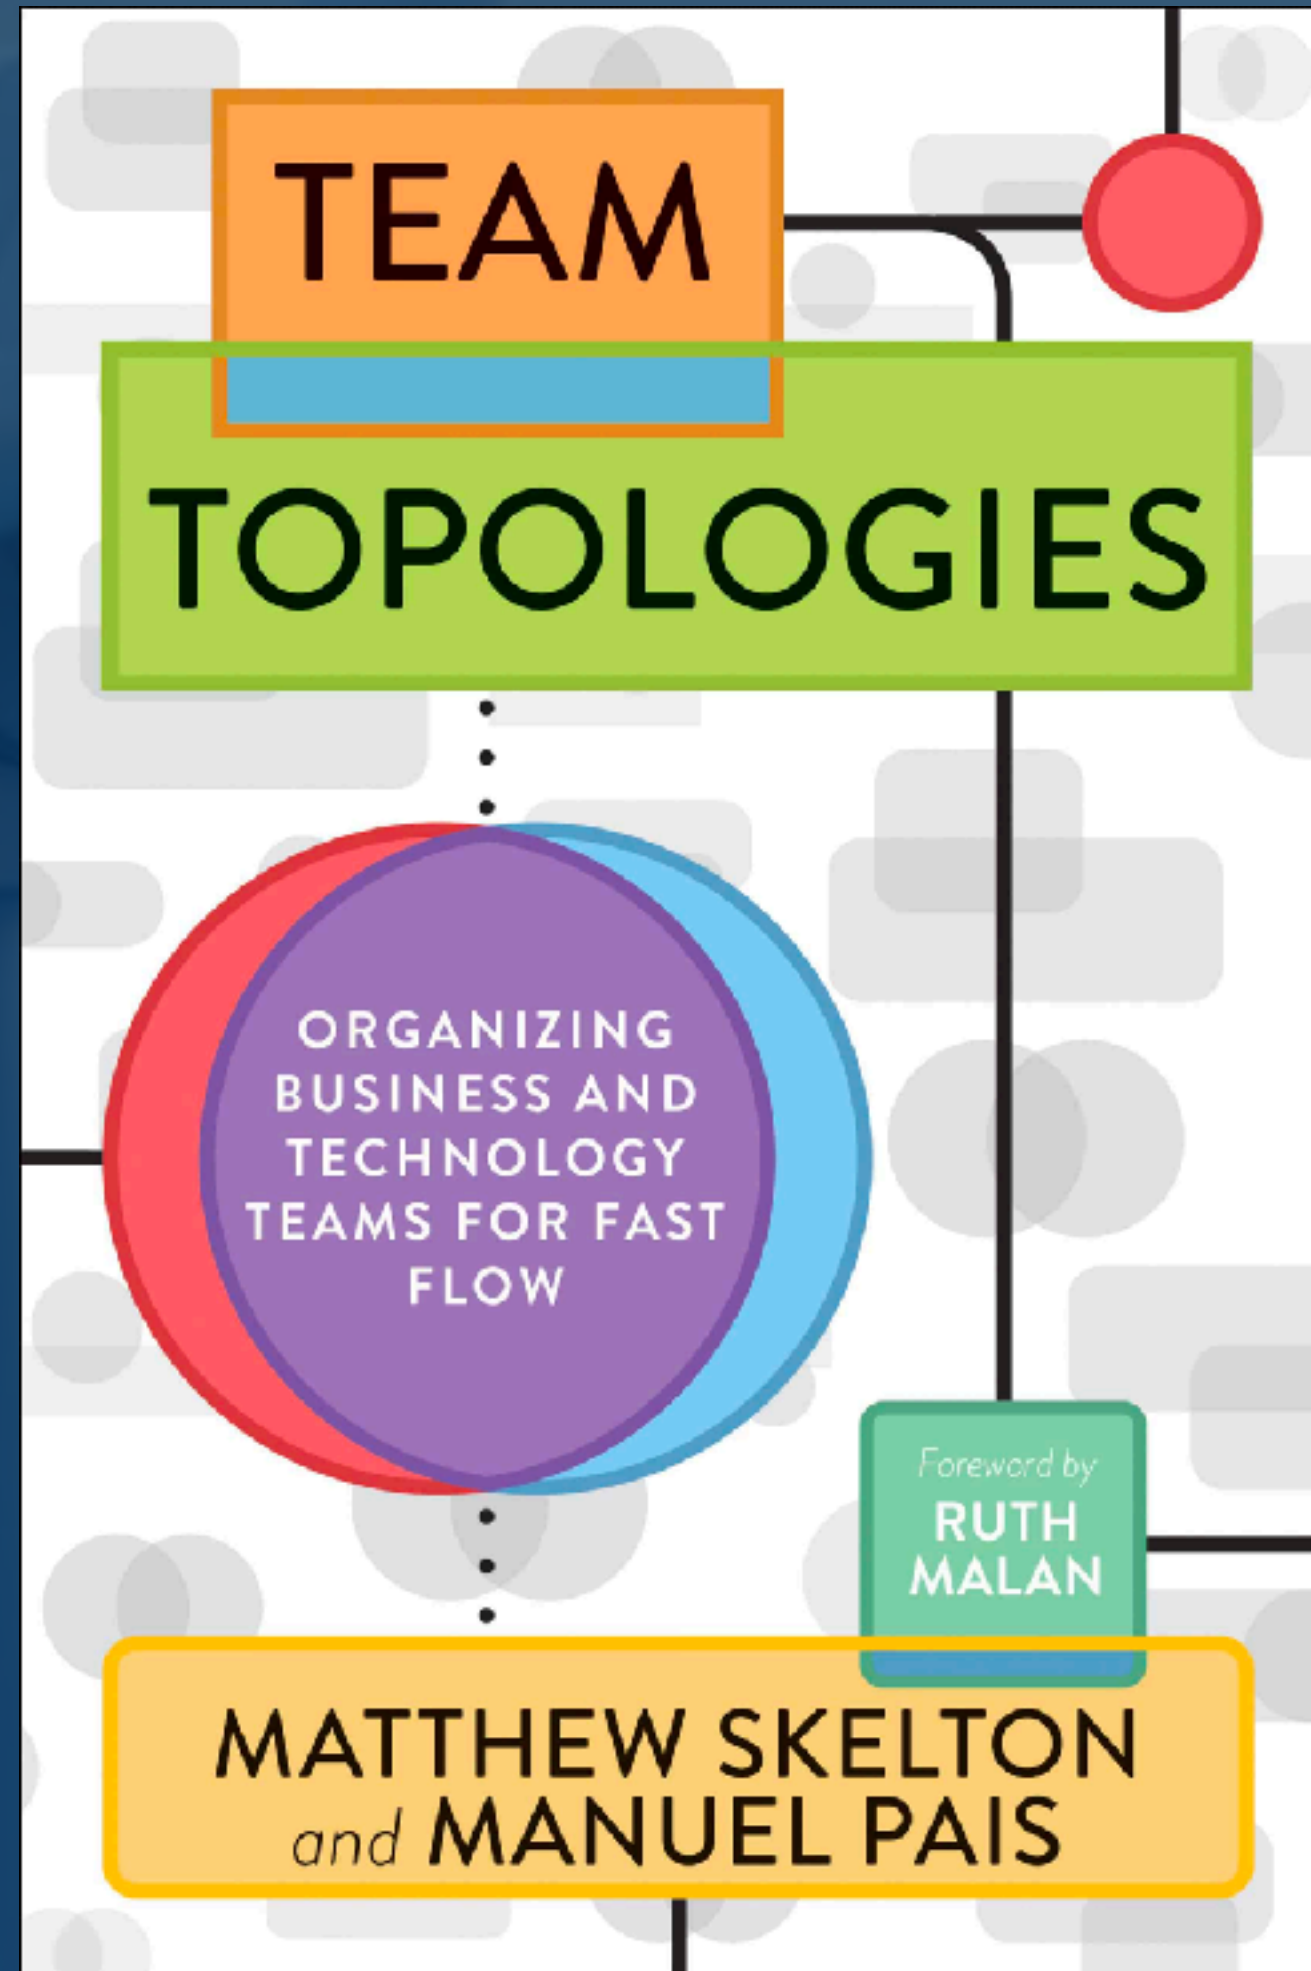 TEAM
TOPOLOGIES
ORGANIZING
BUSINESS AND
TECHNOLOGY
TEAMS FOR FAST
FLOW
Foreword by
RUTH
MALAN
MATTHEW SKELTON
and MANUEL PAIS